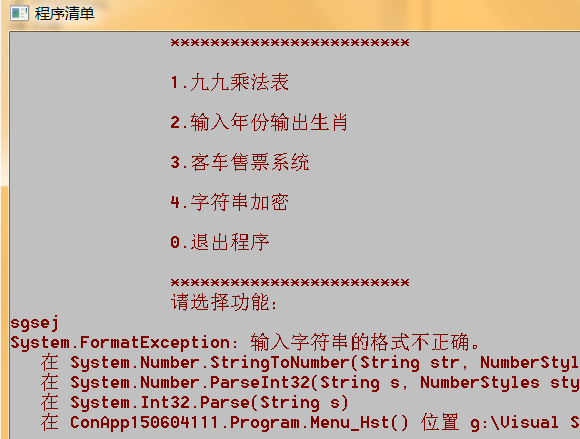 程序清单
************************
1.九九乘法表
2.输入年份输出生肖
3.客车售票系统
4.字符串加密
0.退出程序
************************
请选择功能：
sgsej
System.FormatException: 输入字符串的格式不正确。
在 System.Number.StringToNumber(String str, NumberStyl
在 System.Number.ParseInt32(String s, NumberStyles sty
在 System.Int32.Parse(String s)
在 ConApp150604111.Program.Menu_Hst() 位置 g:\Visual S